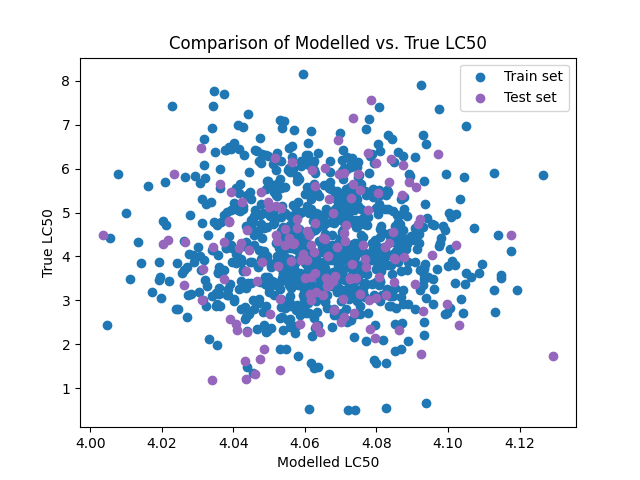 Comparison of Modelled vs. True LC50
Train set
Test set
True LC50
8
7
6
5
4
3
2
1
4.00 4.02 4.04 4.06 4.08 4.10 4.12
Modelled LC50